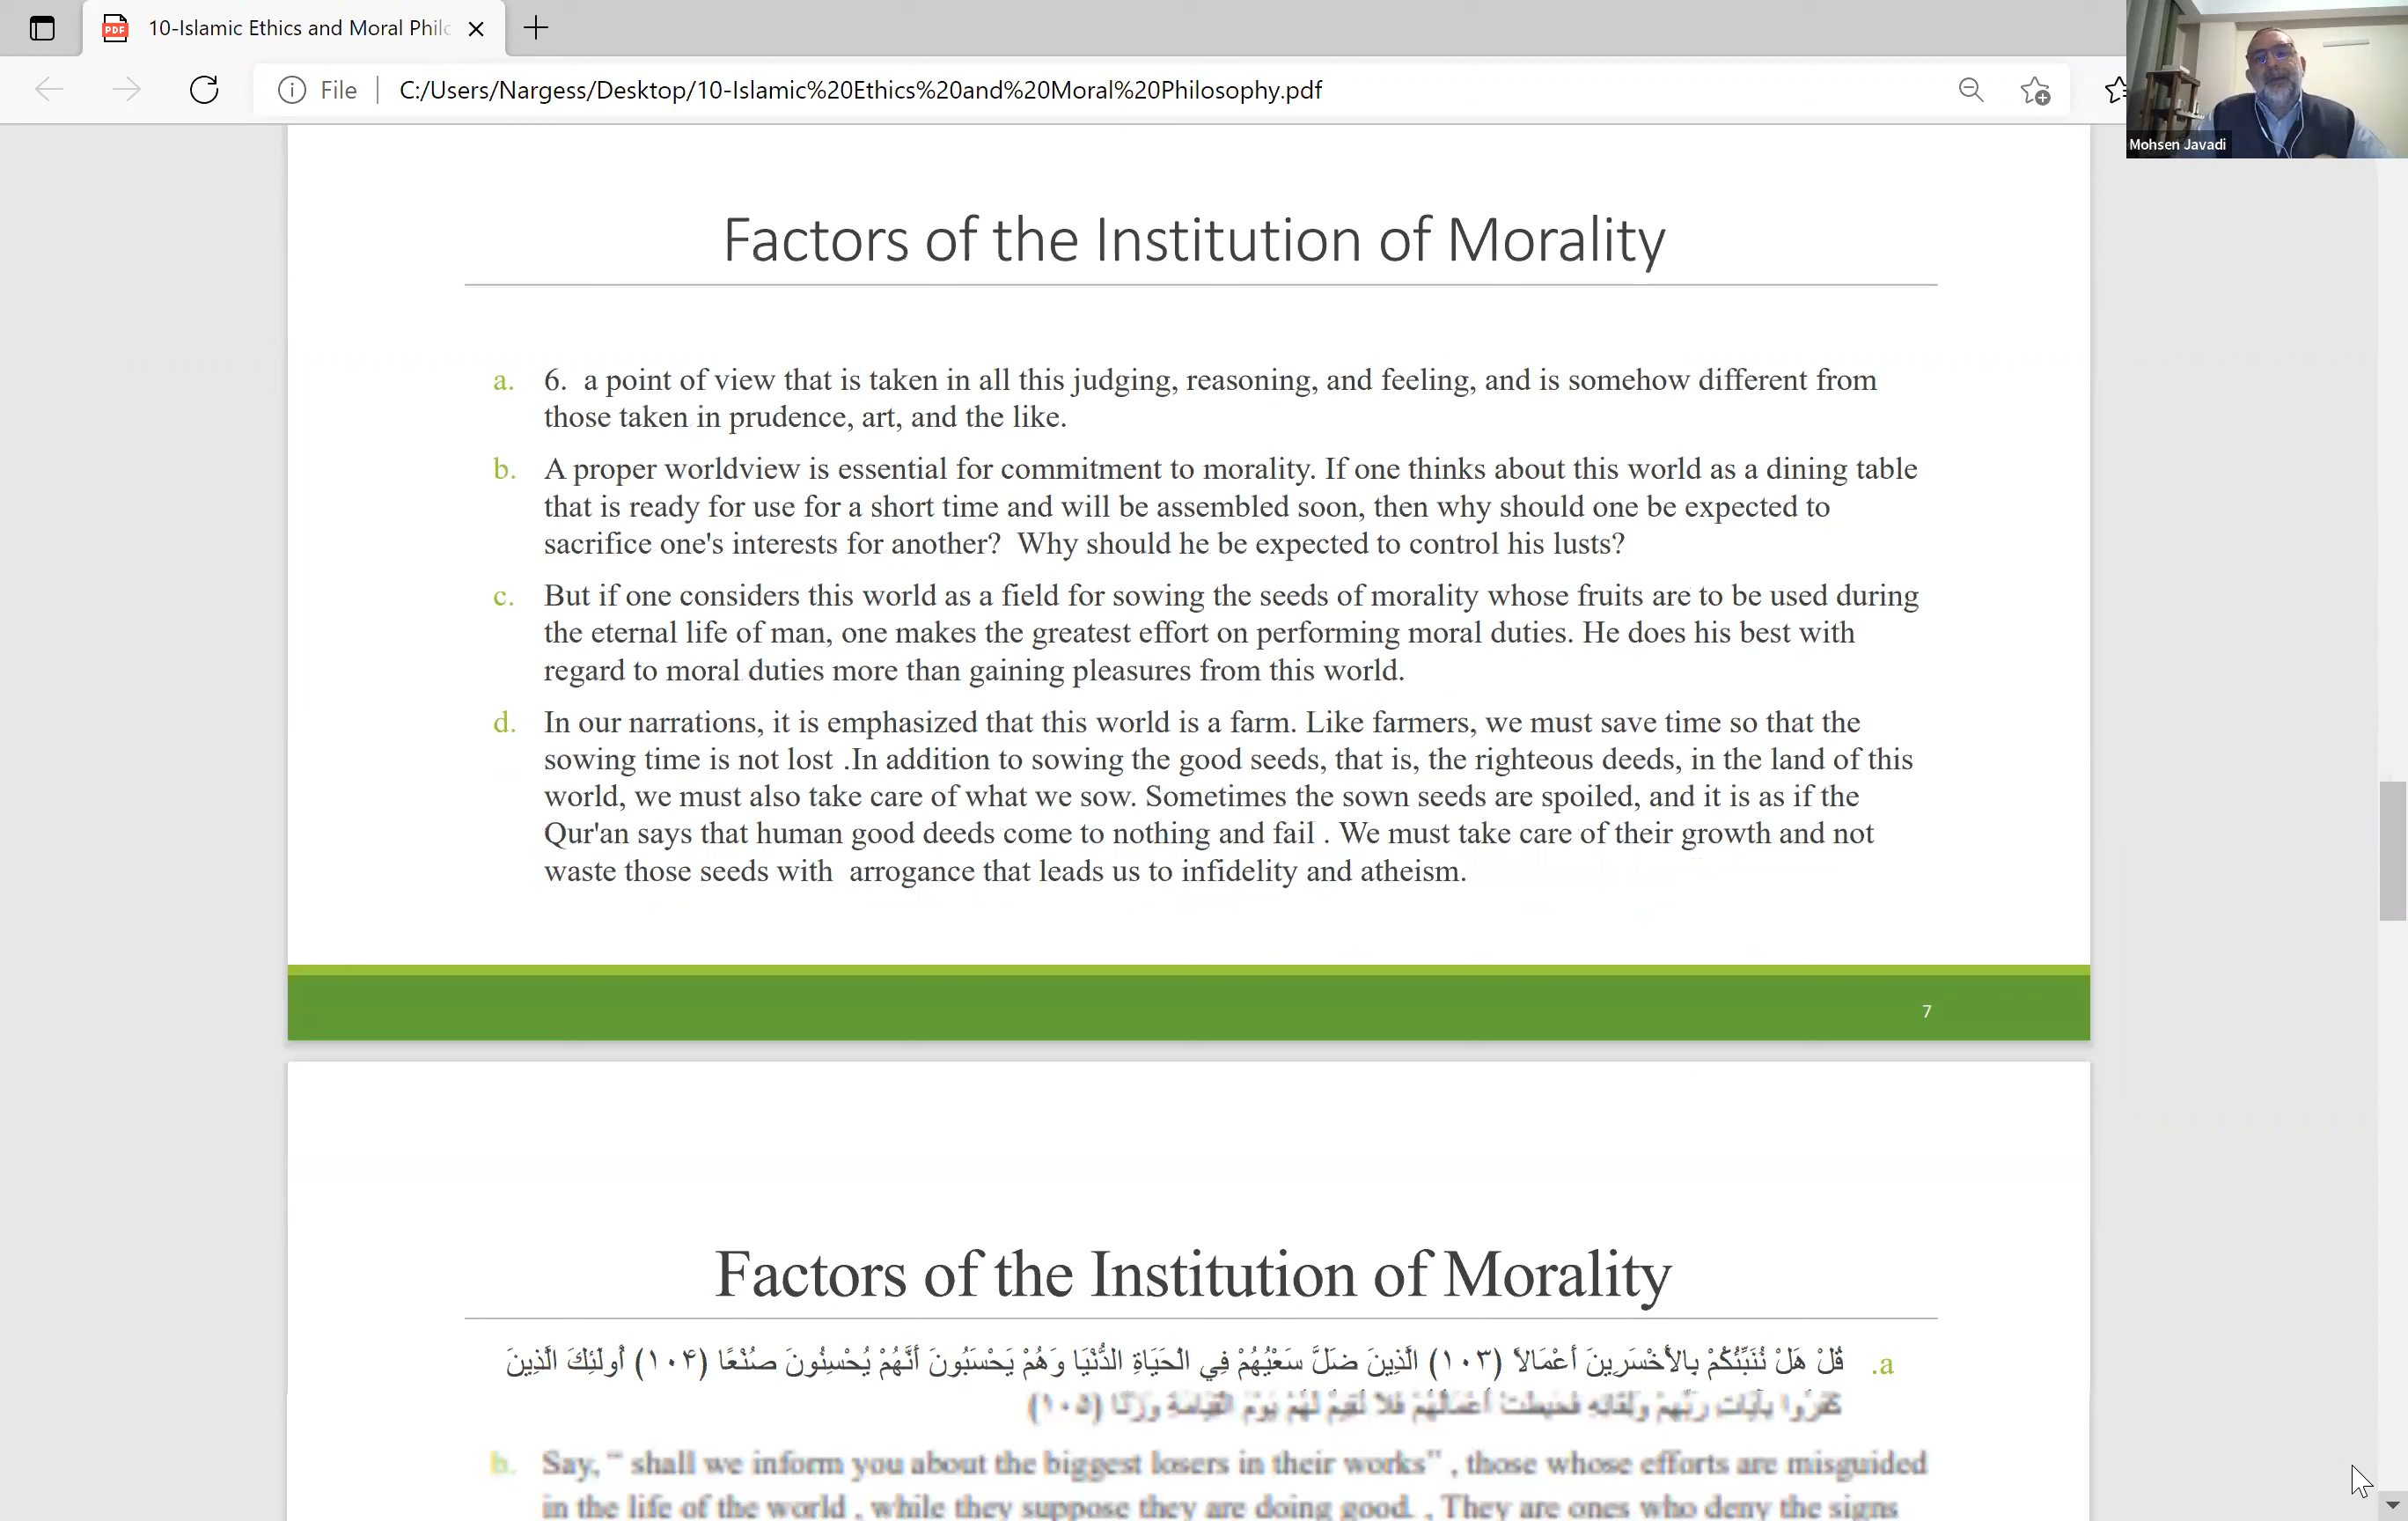 10-Islamic Ethics and Moral Philo
File
C:/Users/Nargess/Desktop/10-Islamic%20Ethics%20and%20Moral%20Philosophy.pdf
Mohsen Javadi
Factors of the Institution of Morality
a. 6. a point of view that is taken in all this judging, reasoning, and feeling, and is somehow different from
those taken in prudence, art, and the like.
b. A proper worldview is essential for commitment to morality. If one thinks about this world as a dining table
that is ready for use for a short time and will be assembled soon, then why should one be expected to
sacrifice one's interests for another? Why should he be expected to control his lusts?
c. But if one considers this world as a field for sowing the seeds of morality whose fruits are to be used during
the eternal life of man, one makes the greatest effort on performing moral duties. He does his best with
regard to moral duties more than gaining pleasures from this world.
d. In our narrations, it is emphasized that this world is a farm. Like farmers, we must save time so that the
sowing time is not lost .In addition to sowing the good seeds, that is, the righteous deeds, in the land of this
world, we must also take care of what we sow. Sometimes the sown seeds are spoiled, and it is as if the
Qur'an says that human good deeds come to nothing and fail . We must take care of their growth and not
waste those seeds with arrogance that leads us to infidelity and atheism.
7
Factors of the Institution of Morality
a. قُلْ هَلْ نُنَبِّئُكُمْ بِالأَخْسَرِينَ أَعْمَالاً (۱۰۳) الَّذِينَ ضَلَّ سَعْيُهُمْ فِي الْحَيَاةِ الدُّنْيَا وَهُمْ يَحْسَبُونَ أَنَّهُمْ يُحْسِنُونَ صُنْعًا (۱۰۴) أُولَئِكَ الَّذِينَ
كَفَرُوا بِآيَاتِ رَبِّهِمْ وَلِقَائِهِ فَحَبِطَتْ أَعْمَالُهُمْ فَلا نُقِيمُ لَهُمْ يَوْمَ الْقِيَامَةِ وَزْنًا (۱۰۵)
b. Say, " shall we inform you about the biggest losers in their works" , those whose efforts are misguided
in the life of the world , while they suppose they are doing good. , They are ones who deny the signs